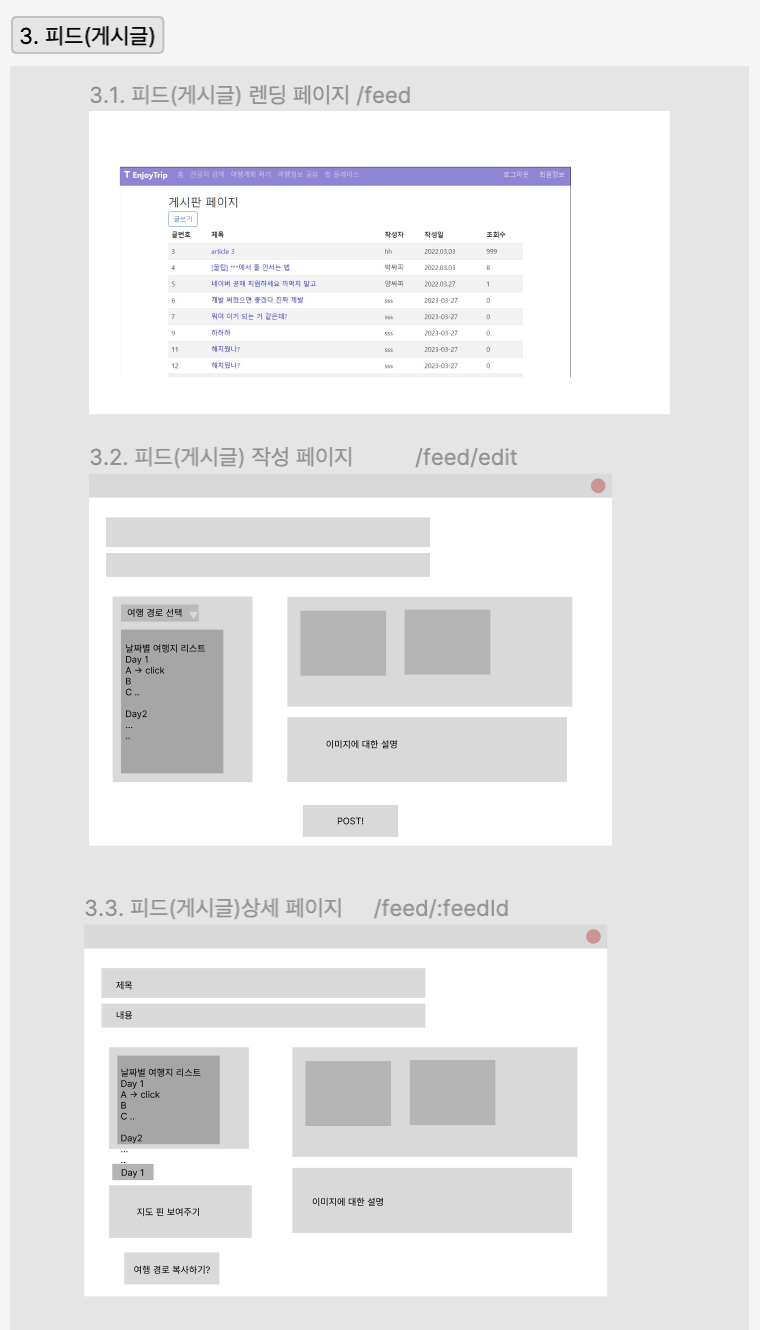 3. 피드(게시글)
3.1. 피드(게시글) 렌딩 페이지 /feed
T EnjoyTrip 홈 관광지 검색 여행계획 짜기 여행정보 공유 핫 플레이스 로그아웃 회원정보
게시판 페이지
글쓰기
글번호 제목 작성자 작성일 조회수
3 article 3 hh 2022.03.03 999
4 [꿀팁] ***에서 줄 안서는 법 박싸피 2022.03.03 8
5 네이버 공채 지원하세요 까먹지 말고 양싸피 2022.03.27 1
6 제발 써졌으면 좋겠다 진짜 제발 sss 2023-03-27 0
7 뭐야 이거 되는 거 같은데? sss 2023-03-27 0
9 하하하 sss 2023-03-27 0
11 해치웠나? sss 2023-03-27 0
12 해치웠나? sss 2023-03-27 0
3.2. 피드(게시글) 작성 페이지 /feed/edit
여행 경로 선택
날짜별 여행지 리스트
Day 1
A -> click
B
C ..
Day2
...
..
이미지에 대한 설명
POST!
3.3. 피드(게시글)상세 페이지 /feed/:feedId
제목
내용
날짜별 여행지 리스트
Day 1
A -> click
B
C ..
Day2
...
..
Day 1
지도 핀 보여주기
이미지에 대한 설명
여행 경로 복사하기?